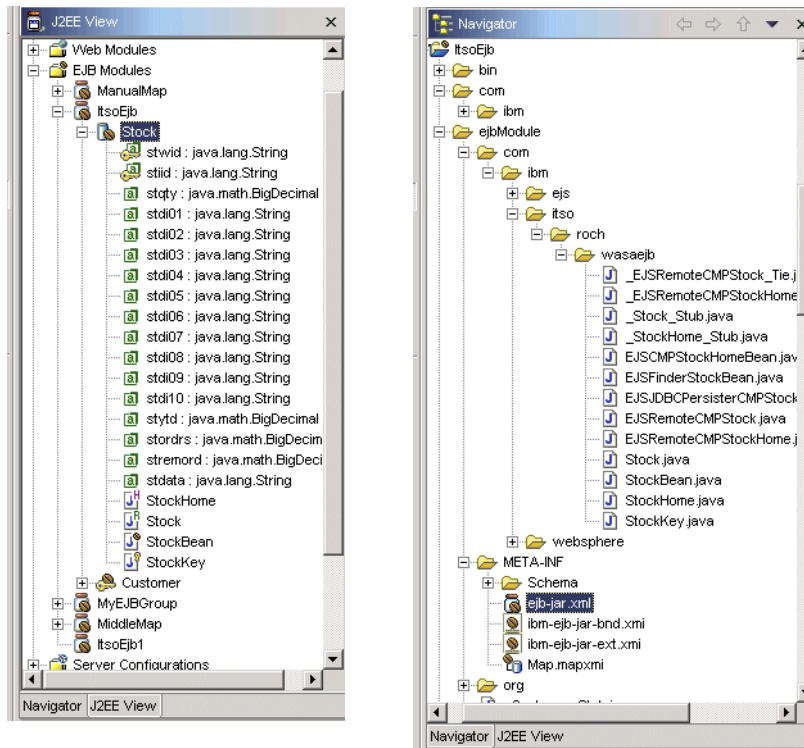 J2EE View
Web Modules
EJB Modules
ManualMap
ItsoEjb
Stock
stwid : java.lang.String
stiid : java.lang.String
stqty : java.math.BigDecimal
stdi01 : java.lang.String
stdi02 : java.lang.String
stdi03 : java.lang.String
stdi04 : java.lang.String
stdi05 : java.lang.String
stdi06 : java.lang.String
stdi07 : java.lang.String
stdi08 : java.lang.String
stdi09 : java.lang.String
stdi10 : java.lang.String
stytd : java.math.BigDecimal
stordrs : java.math.BigDecim
stremord : java.math.BigDeci
stdata : java.lang.String
StockHome
Stock
StockBean
StockKey
Customer
MyEJBGroup
MiddleMap
ItsoEjb1
Server Configurations
Navigator J2EE View
Navigator
ItsoEjb
bin
com
ibm
ejbModule
com
ibm
ejs
itso
roch
wasaejb
_EJSRemoteCMPStock_Tie.j
_EJSRemoteCMPStockHome
_Stock_Stub.java
_StockHome_Stub.java
EJSCMPStockHomeBean.jav
EJSFinderStockBean.java
EJSJDBCPersisterCMPStock
EJSRemoteCMPStock.java
EJSRemoteCMPStockHome.j
Stock.java
StockBean.java
StockHome.java
StockKey.java
websphere
META-INF
Schema
ejb-jar.xml
ibm-ejb-jar-bnd.xmi
ibm-ejb-jar-ext.xmi
Map.mapxmi
org
Navigator J2EE View